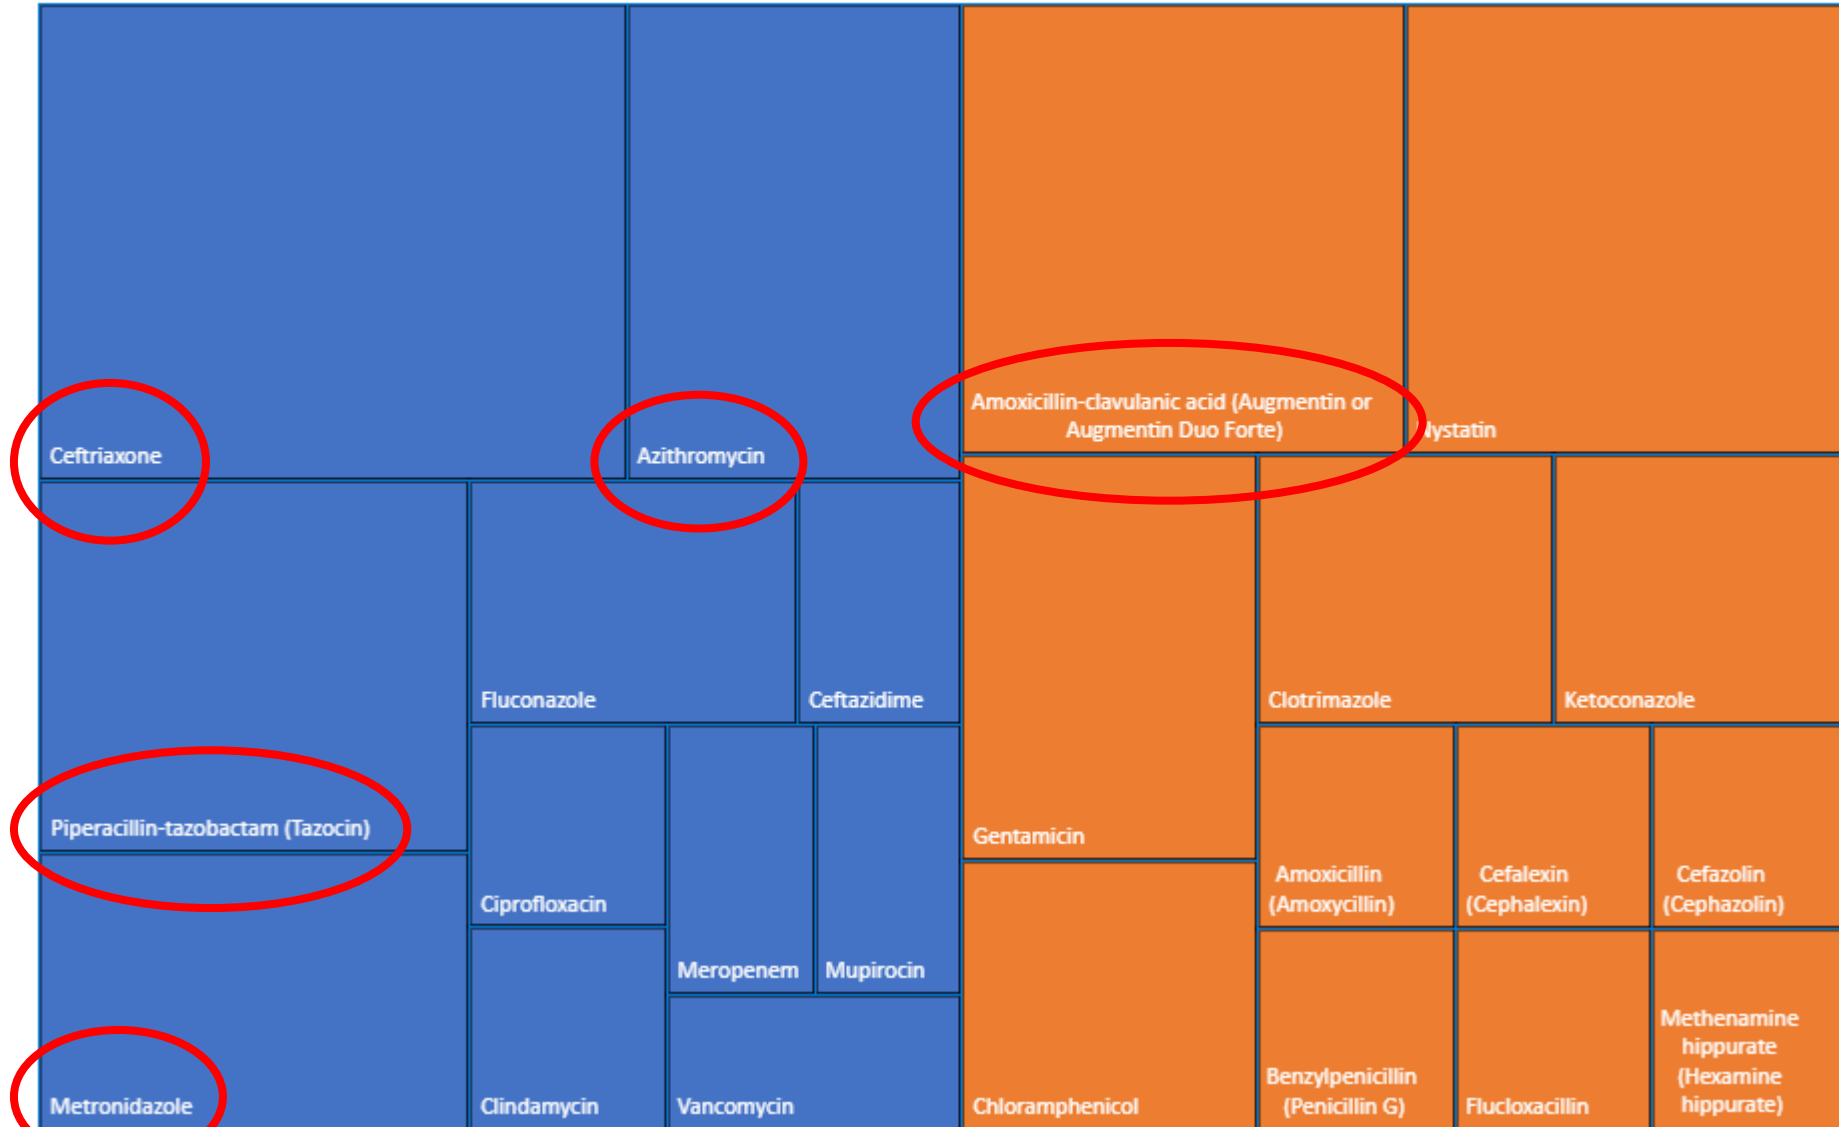 Ceftriaxone
Azithromycin
Piperacillin-tazobactam (Tazocin)
Fluconazole
Ceftazidime
Metronidazole
Ciprofloxacin
Meropenem
Mupirocin
Clindamycin
Vancomycin
Amoxicillin-clavulanic acid (Augmentin or
Augmentin Duo Forte)
Nystatin
Gentamicin
Clotrimazole
Ketoconazole
Chloramphenicol
Amoxicillin
(Amoxycillin)
Cefalexin
(Cephalexin)
Cefazolin
(Cephazolin)
Benzylpenicillin
(Penicillin G)
Flucloxacillin
Methenamine
hippurate
(Hexamine
hippurate)